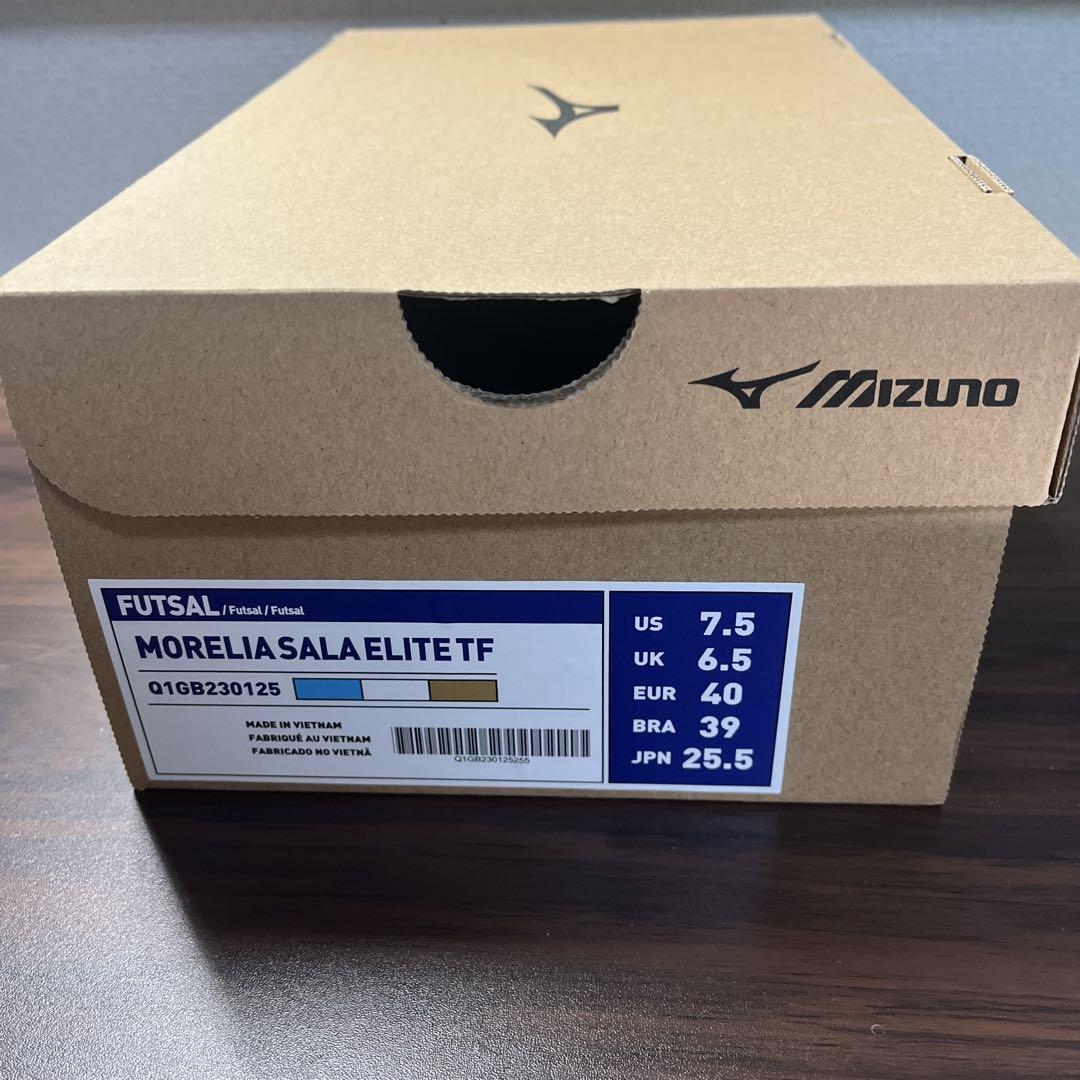 MIZUNO
FUTSAL / Futsal / Futsal
MORELIA SALA ELITE TF
Q1GB230125
MADE IN VIETNAM
FABRIQUÉ AU VIETNAM
FABRICADO NO VIETNÃ
Q1GB230125255
US 7.5
UK 6.5
EUR 40
BRA 39
JPN 25.5